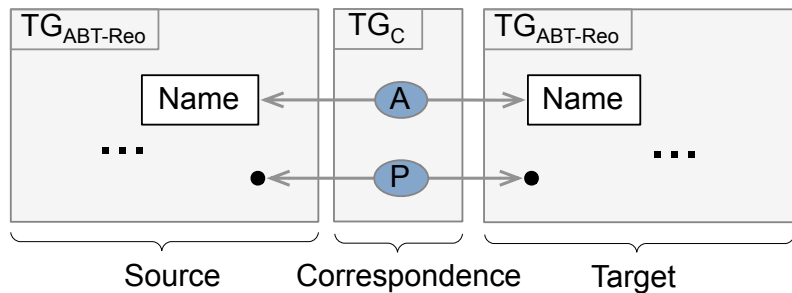 TG_ABT-Reo TG_C TG_ABT-Reo
Name A Name
... ...
P
Source Correspondence Target